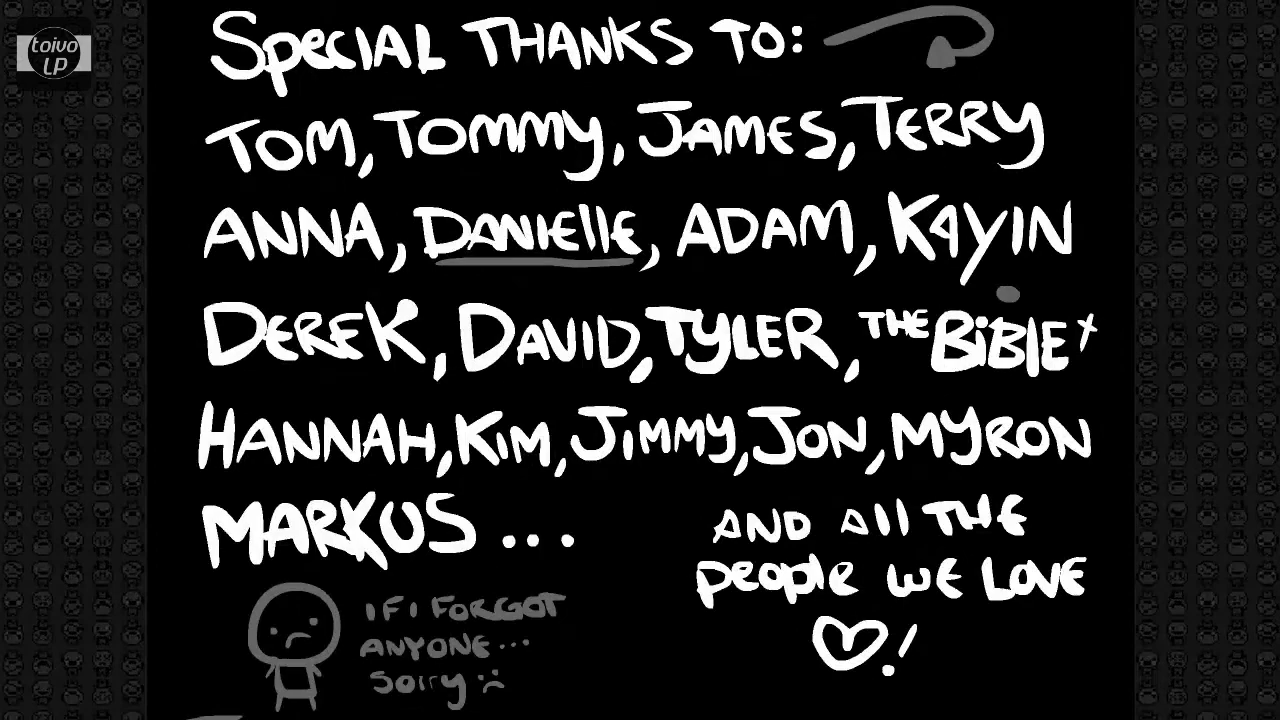 toivo
LP
SpecIAL THANKS TO:
TOM, TOMMY, JAMES, TERRY
ANNA, DANIElle, ADAM, KAYIN
DEREK, DAVID, TYLER, THE BiBLE
HANNAH, KiM, JiMMY, JON, MYRON
MARKUS ...
AND All THE
people WE LOVE
♥!
IF I FORGOT
ANYONE...
Sorry :(